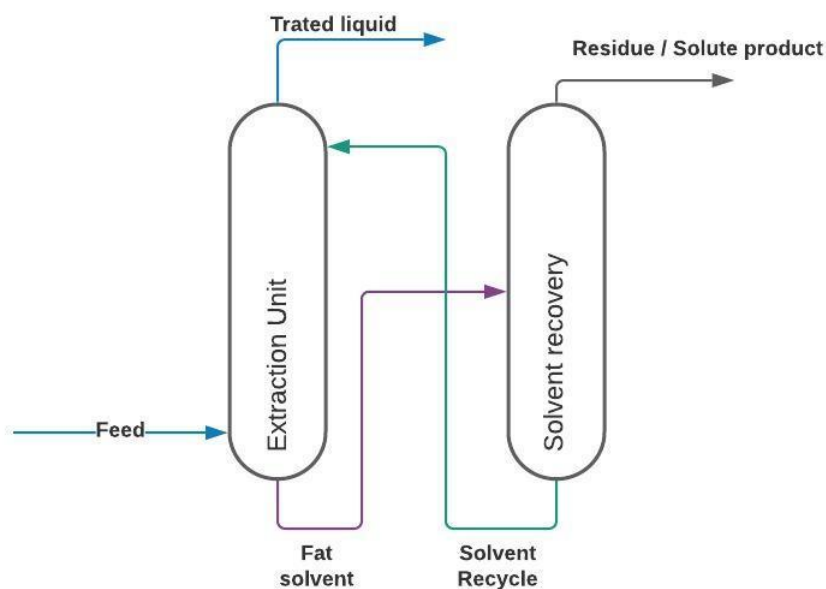 Trated liquid
Residue / Solute product
Extraction Unit
Solvent recovery
Feed
Fat
solvent
Solvent
Recycle